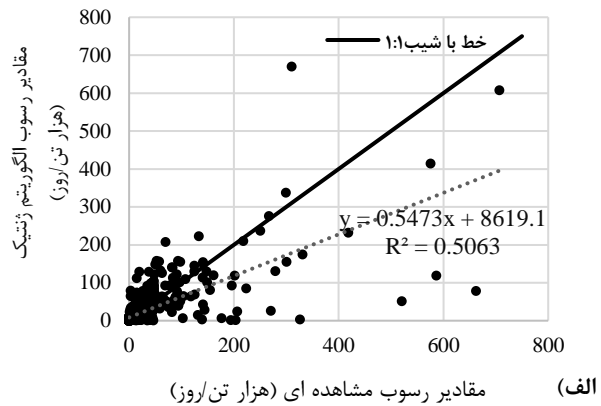 مقادیر رسوب الگوریتم ژنتیک
(هزار تن/روز)
800
700
600
500
400
300
200
100
0
خط با شیب۱:۱
y = 0.5473x + 8619.1
R² = 0.5063
0 200 400 600 800
مقادیر رسوب مشاهده ای (هزار تن/روز)
الف)